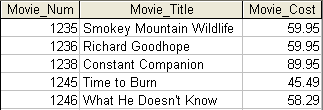 Movie_Num Movie_Title Movie_Cost
1235 Smokey Mountain Wildlife 59.95
1236 Richard Goodhope 59.95
1238 Constant Companion 89.95
1245 Time to Burn 45.49
1246 What He Doesn't Know 58.29